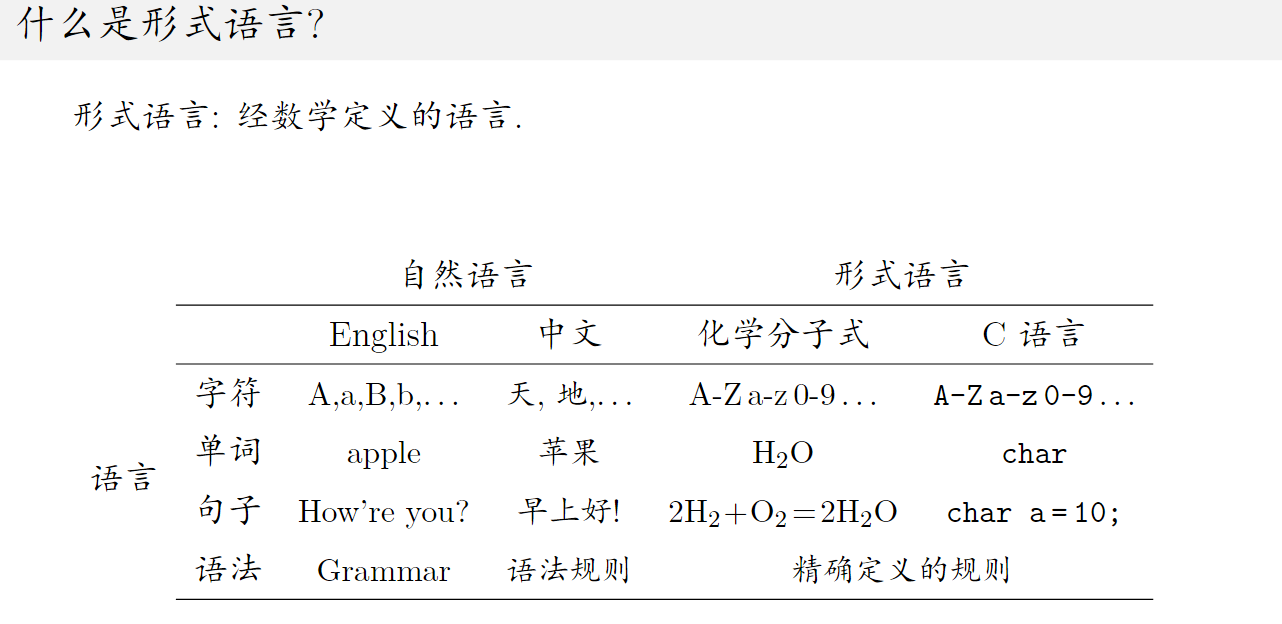 什么是形式语言?
形式语言: 经数学定义的语言.
自然语言 形式语言
English 中文 化学分子式 C 语言
字符 A,a,B,b,... 天, 地,... A-Z a-z 0-9 ... A-Z a-z 0-9 ...
单词 apple 苹果 H₂O char
语言
句子 How're you? 早上好! 2H₂+O₂=2H₂O char a = 10;
语法 Grammar 语法规则 精确定义的规则